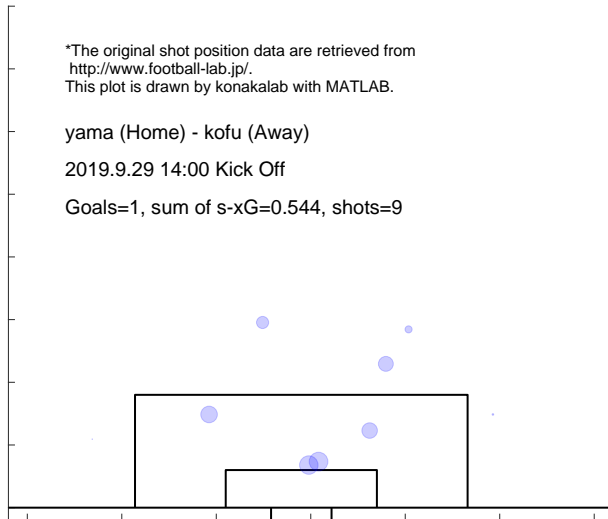 *The original shot position data are retrieved from
http://www.football-lab.jp/.
This plot is drawn by konakalab with MATLAB.
yama (Home) - kofu (Away)
2019.9.29 14:00 Kick Off
Goals=1, sum of s-xG=0.544, shots=9